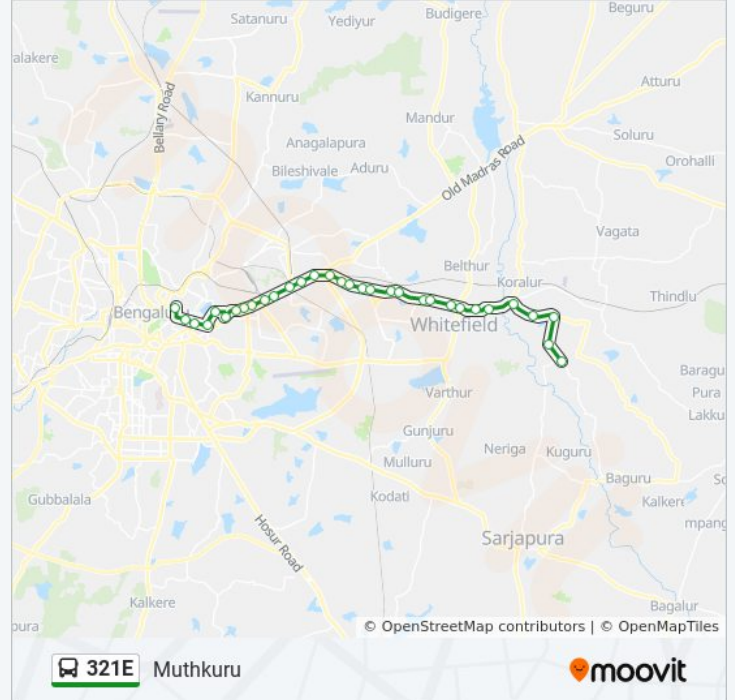 Satanuru
Yediyur
Budigere
Beguru
alakere
Atturu
Kannuru
Bellary Road
Mandur
Soluru
Anagalapura
Old Madras Road
Orohalli
Bileshivale
Aduru
Vagata
Belthur
Koralur
Thindlu
Bengalu
Whitefield
Baragu
Varthur
Pura
Lakku
Gunjuru
Neriga
Kuguru
Mulluru
Baguru
Sc
Gubbalala
Kodati
Kalkere
mpang
Hosur Road
Sarjapura
Kalkere
Bagalur
pura
© OpenStreetMap contributors | © OpenMapTiles
321E Muthkuru
moovit